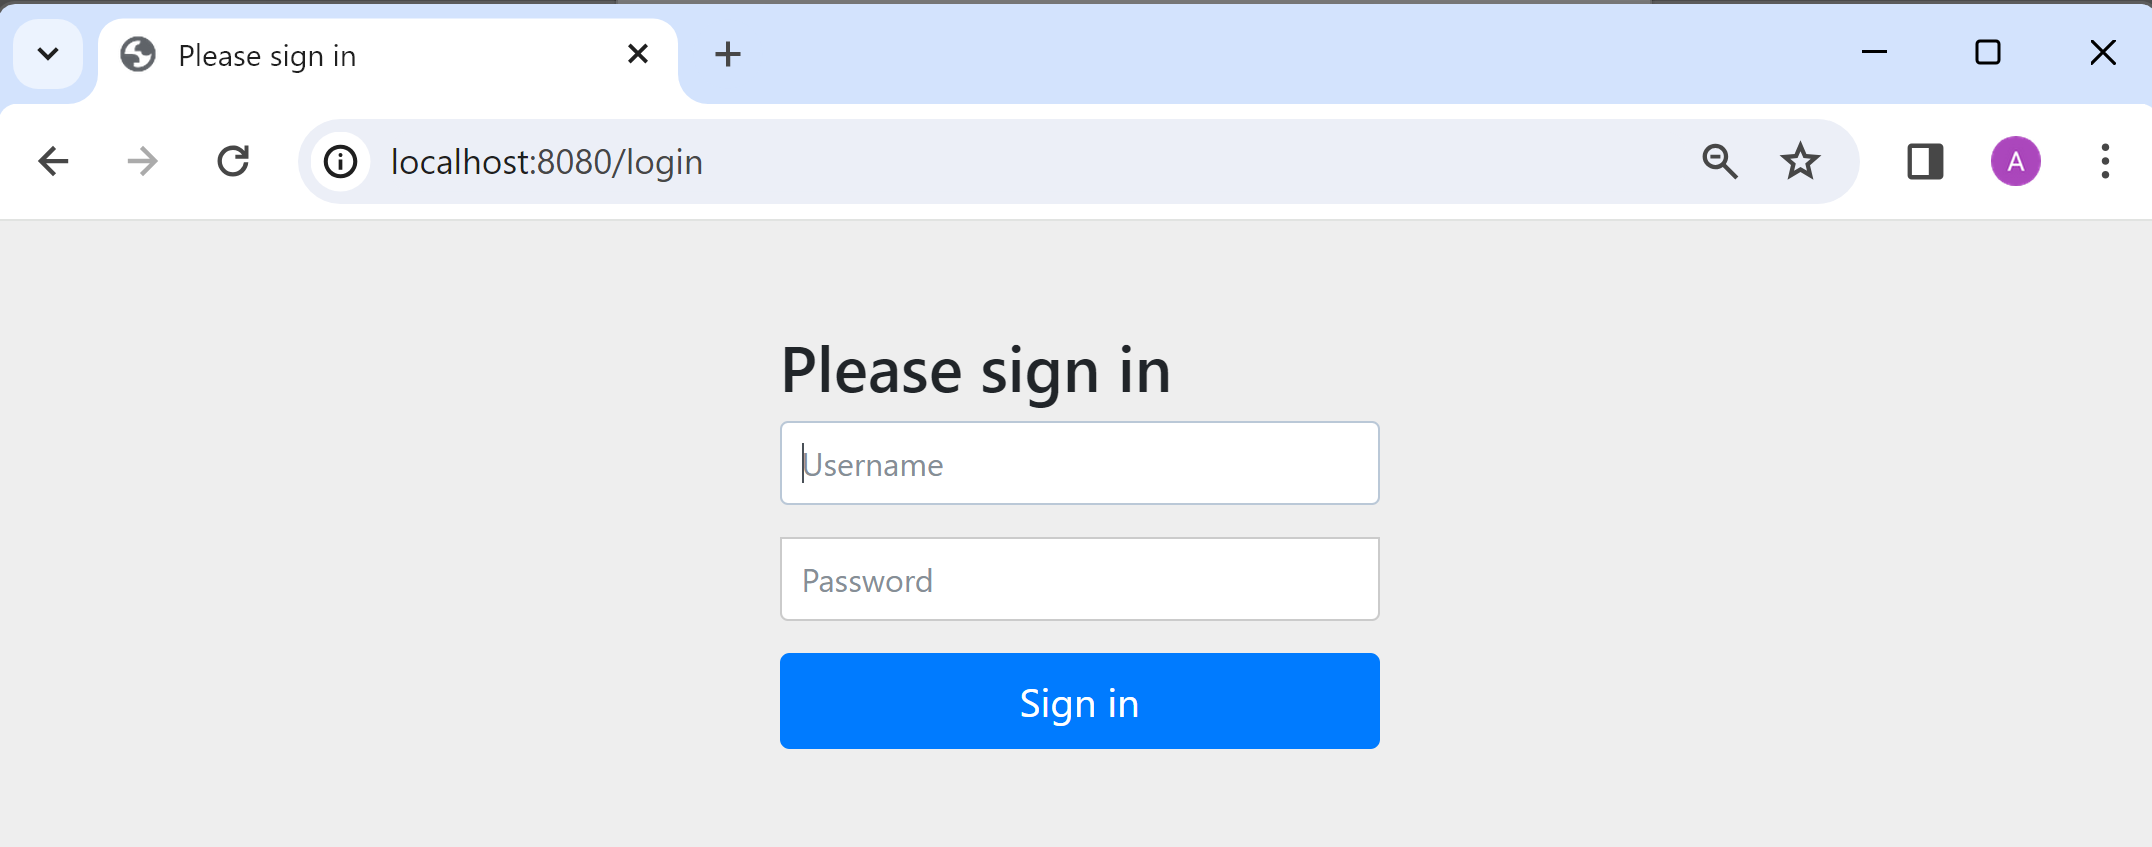 Please sign in
localhost:8080/login
A
Please sign in
Username
Password
Sign in